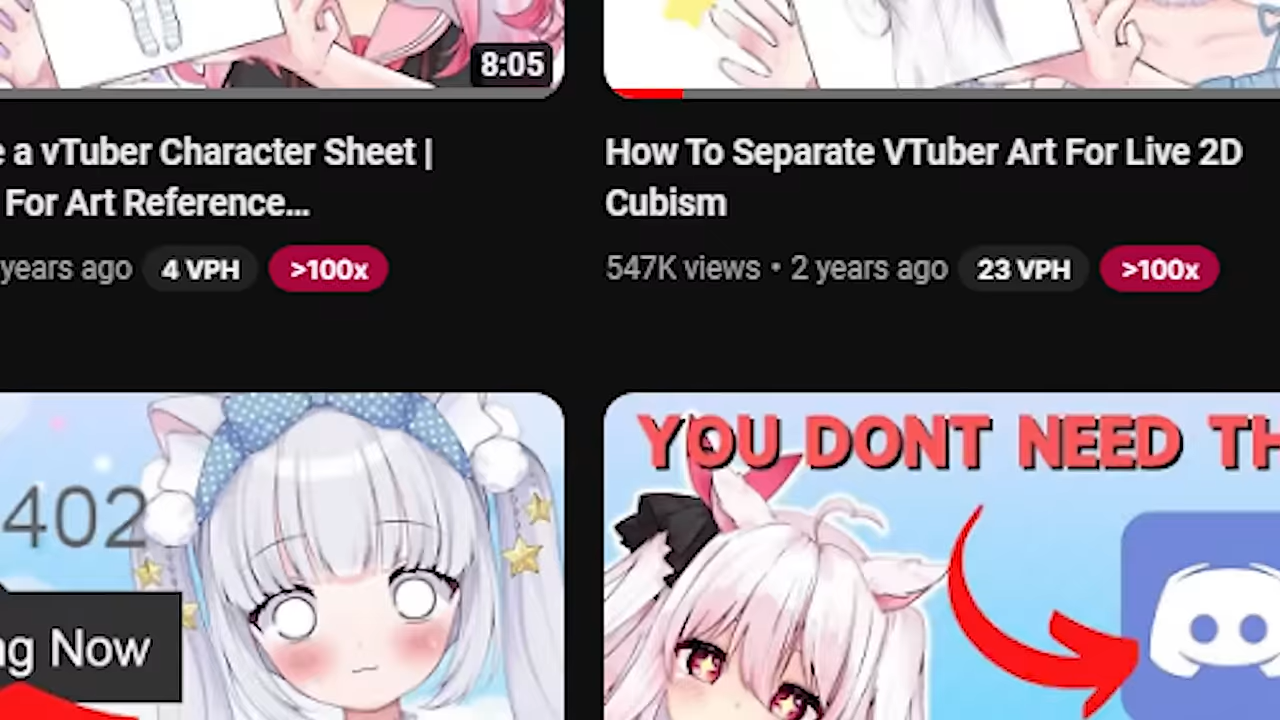 8:05
e a vTuber Character Sheet |
For Art Reference...
years ago 4 VPH >100x
How To Separate VTuber Art For Live 2D
Cubism
547K views • 2 years ago 23 VPH >100x
402
ng Now
YOU DONT NEED TH